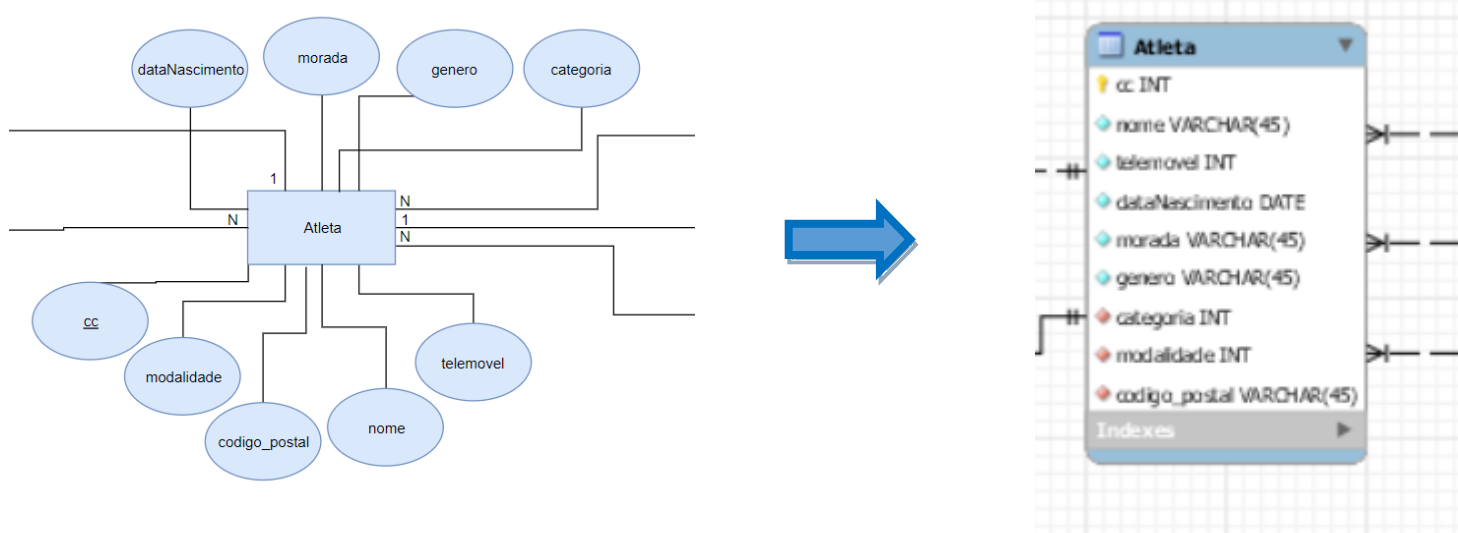 dataNascimento
morada
genero
categoria
1
N
N
1
N
Atleta
cc
modalidade
codigo_postal
nome
telemovel
Atleta
cc INT
nome VARCHAR(45)
telemovel INT
dataNascimento DATE
morada VARCHAR(45)
genero VARCHAR(45)
categoria INT
modalidade INT
codigo_postal VARCHAR(45)
Indexes